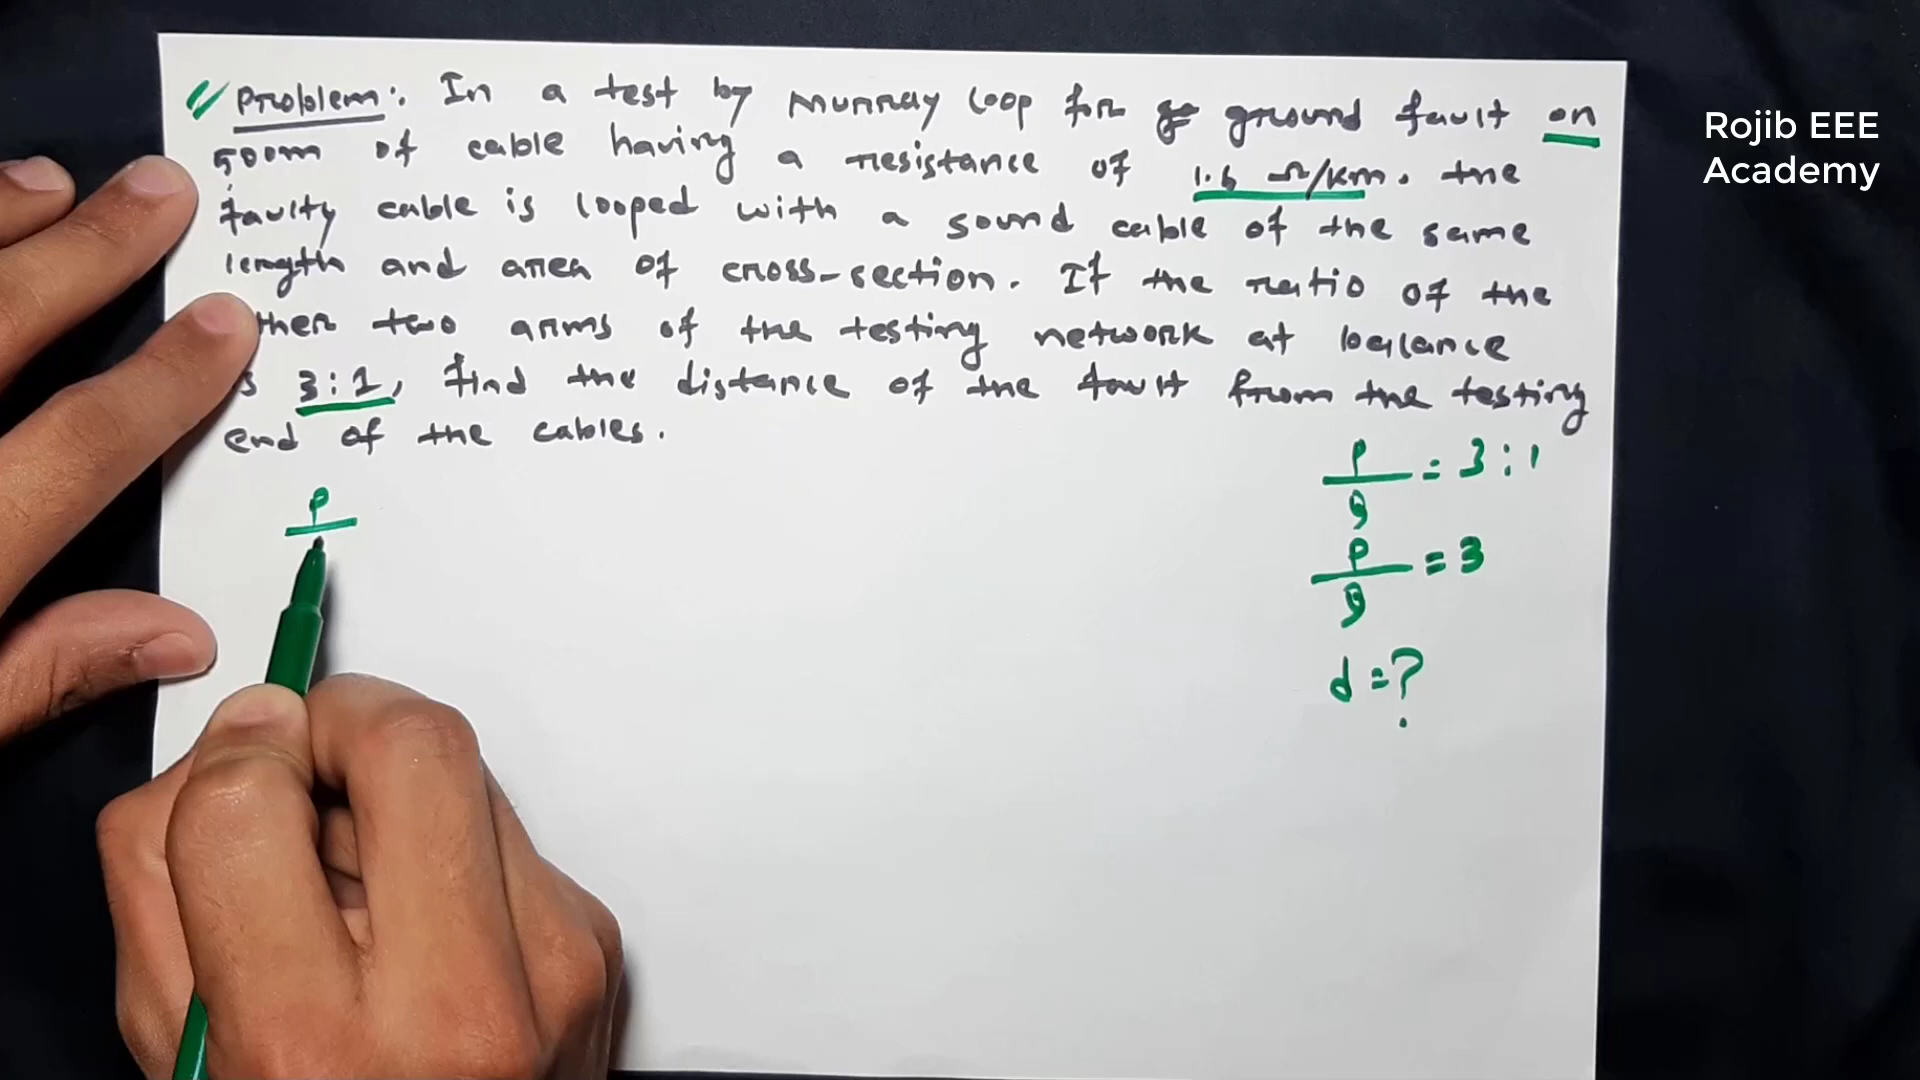 Problem: In a test by Murray loop for ground fault on
500m of cable having a resistance of 1.6 Ω/km. the
faulty cable is looped with a sound cable of the same
length and area of cross-section. If the ratio of the
ther two arms of the testing network at balance
s 3:1, find the distance of the fault from the testing
end of the cables.
P/Q = 3:1
P/Q = 3
d = ?
P
Rojib EEE
Academy